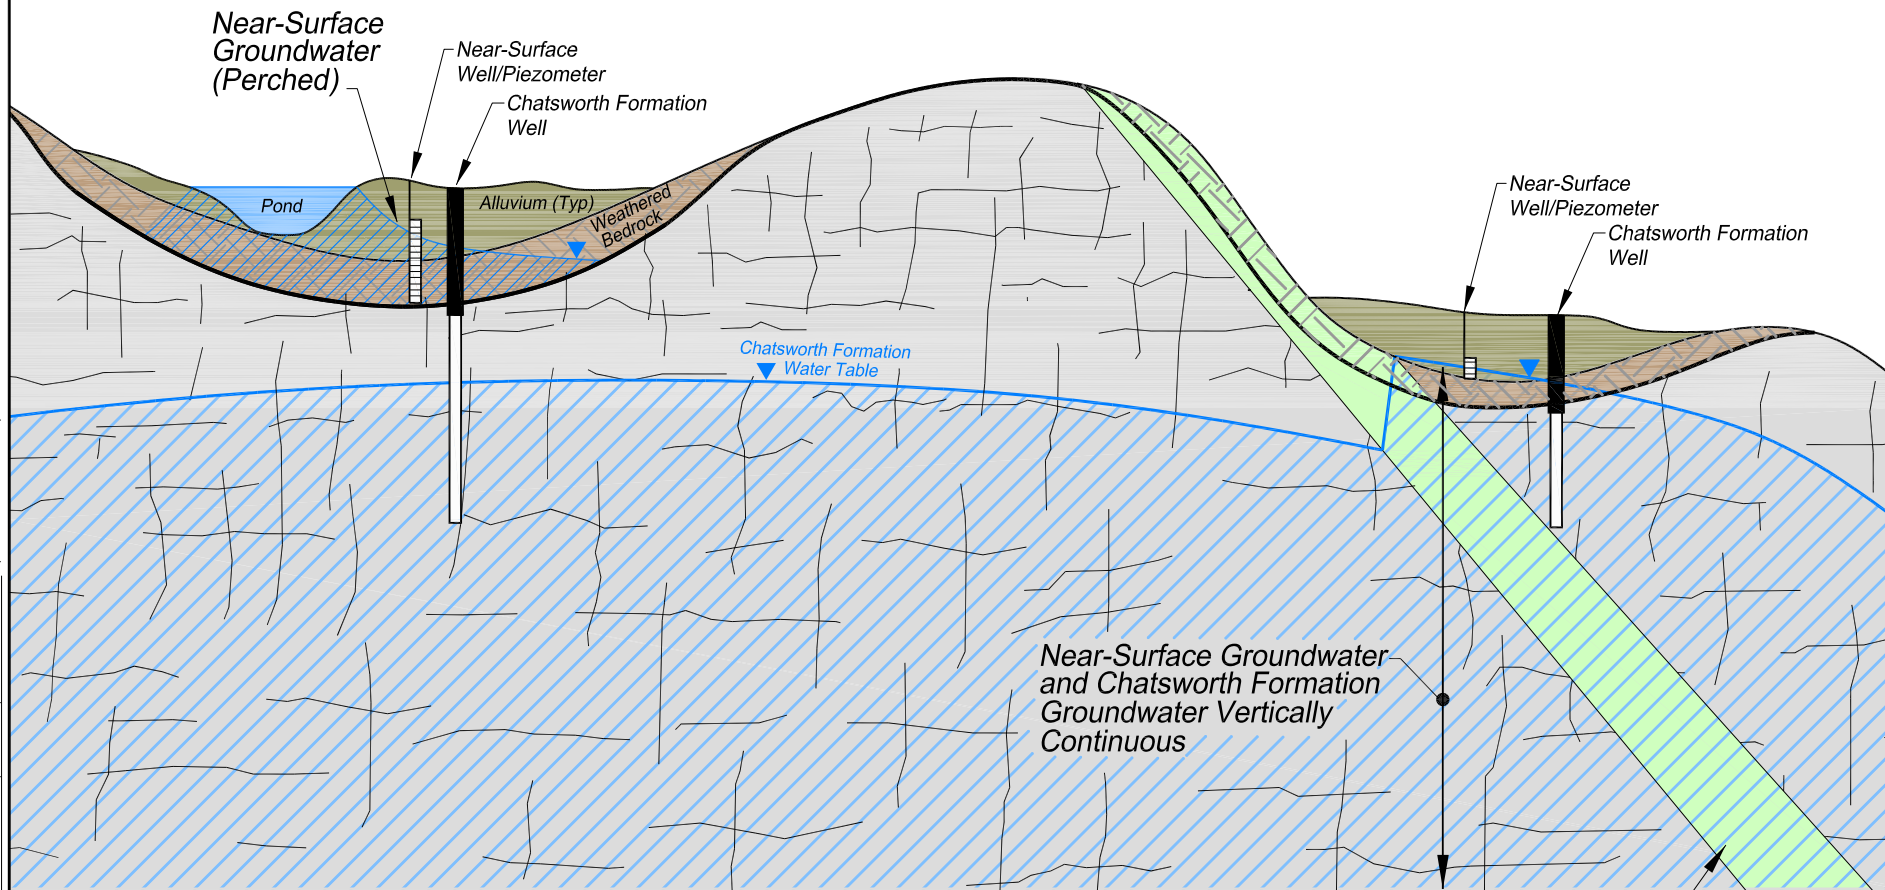 Near-Surface
Groundwater
(Perched)
Near-Surface
Well/Piezometer
Chatsworth Formation
Well
Pond
Alluvium (Typ)
Weathered
Bedrock
Chatsworth Formation
Water Table
Near-Surface
Well/Piezometer
Chatsworth Formation
Well
Near-Surface Groundwater
and Chatsworth Formation
Groundwater Vertically
Continuous